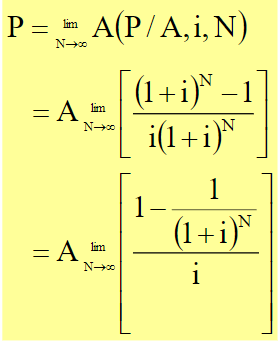 P = lim N→∞ A(P / A, i, N)
= A lim N→∞ [ (1+i)^N − 1 / i(1+i)^N ]
= A lim N→∞ [ 1 − 1 / (1+i)^N / i ]